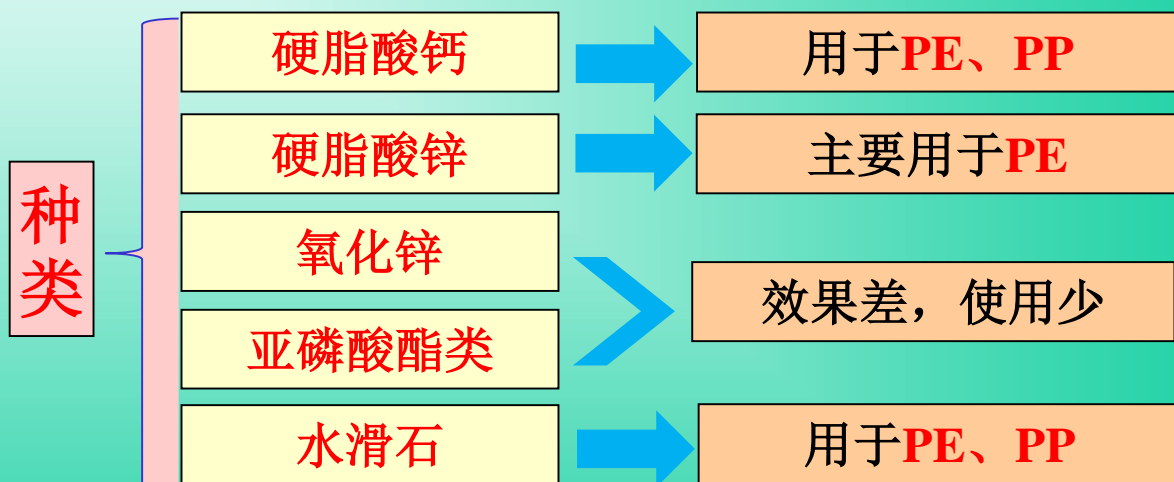 种类
硬脂酸钙
用于PE、PP
硬脂酸锌
主要用于PE
氧化锌
亚磷酸酯类
效果差，使用少
水滑石
用于PE、PP